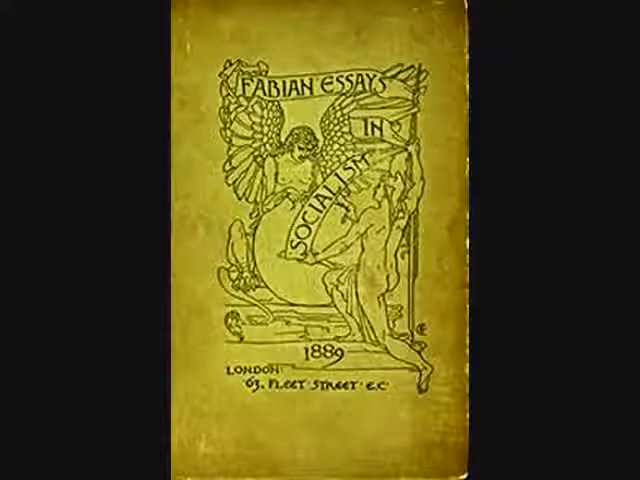 FABIAN ESSAYS
IN
SOCIALISM
1889
LONDON:
63, FLEET STREET E.C